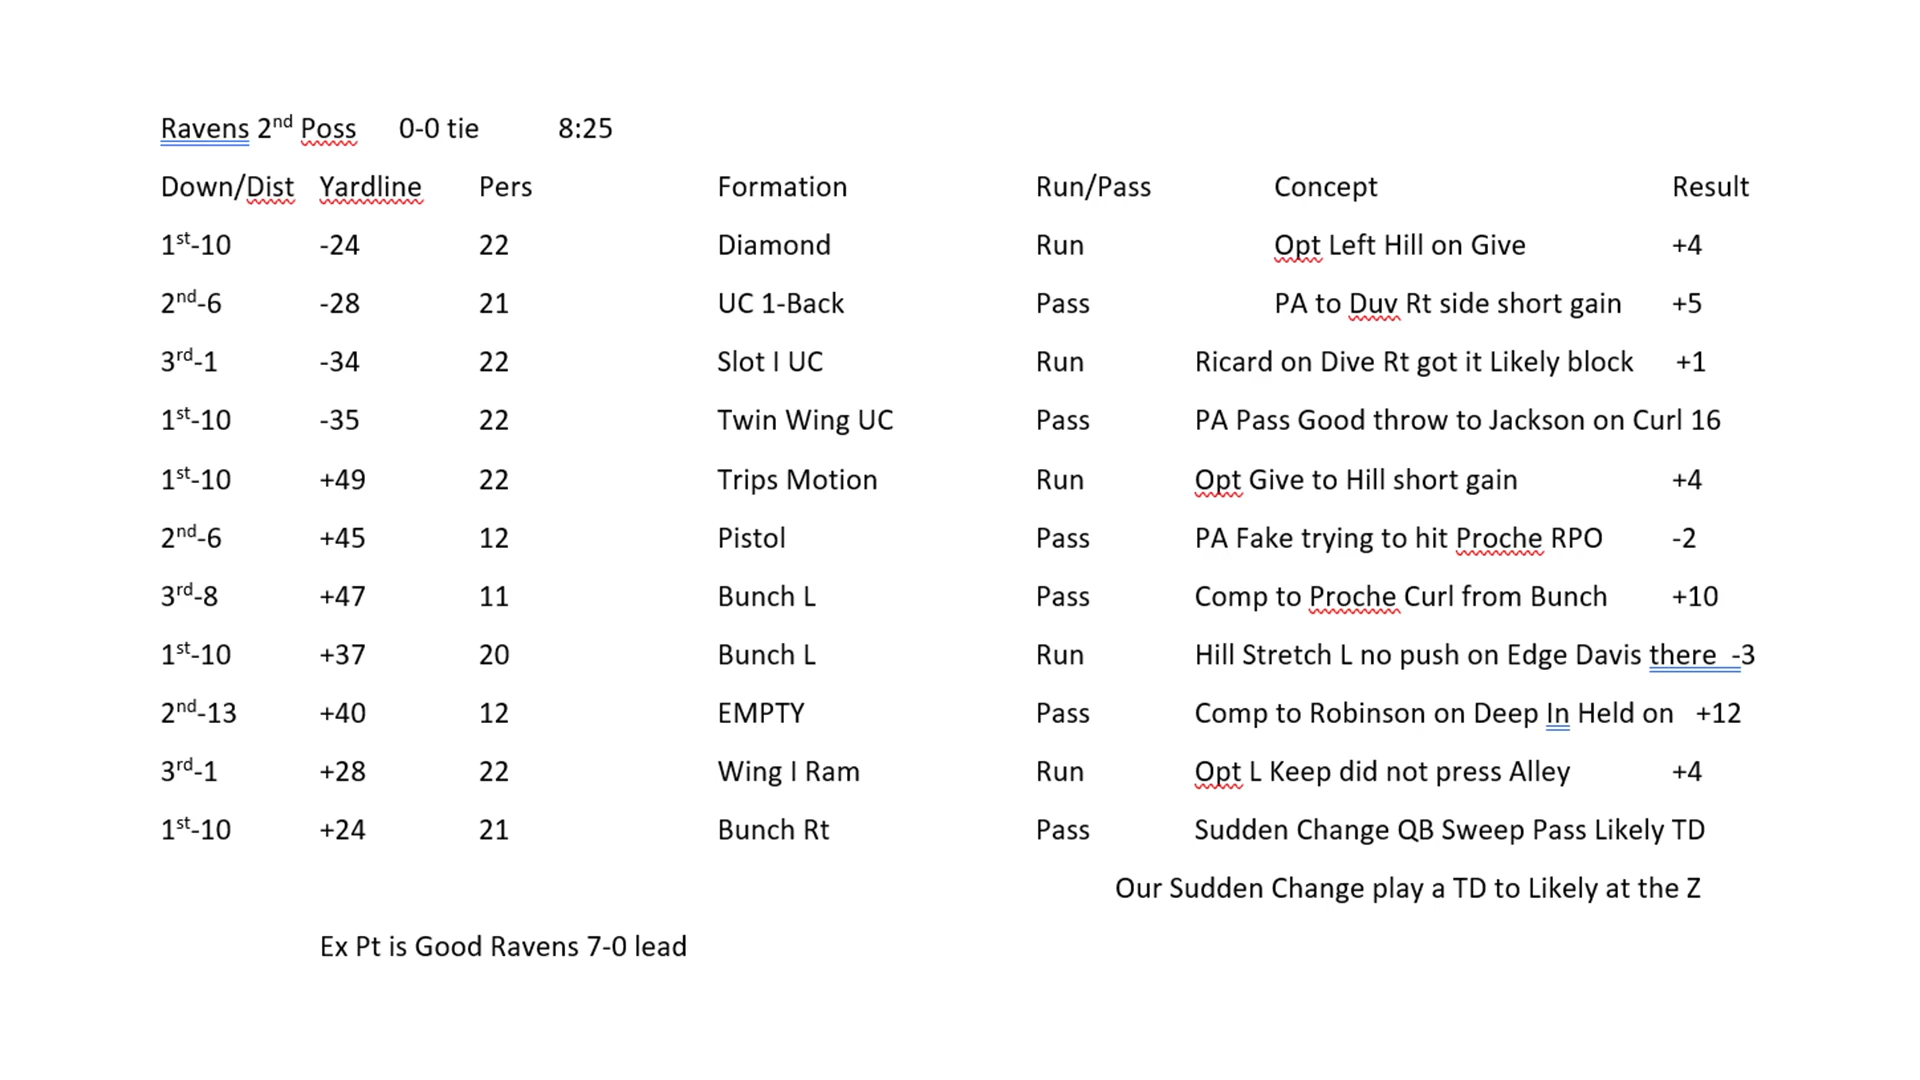 Ravens 2nd Poss 0-0 tie 8:25
Down/Dist Yardline Pers Formation Run/Pass Concept Result
1st-10 -24 22 Diamond Run Opt Left Hill on Give +4
2nd-6 -28 21 UC 1-Back Pass PA to Duv Rt side short gain +5
3rd-1 -34 22 Slot I UC Run Ricard on Dive Rt got it Likely block +1
1st-10 -35 22 Twin Wing UC Pass PA Pass Good throw to Jackson on Curl 16
1st-10 +49 22 Trips Motion Run Opt Give to Hill short gain +4
2nd-6 +45 12 Pistol Pass PA Fake trying to hit Proche RPO -2
3rd-8 +47 11 Bunch L Pass Comp to Proche Curl from Bunch +10
1st-10 +37 20 Bunch L Run Hill Stretch L no push on Edge Davis there -3
2nd-13 +40 12 EMPTY Pass Comp to Robinson on Deep In Held on +12
3rd-1 +28 22 Wing I Ram Run Opt L Keep did not press Alley +4
1st-10 +24 21 Bunch Rt Pass Sudden Change QB Sweep Pass Likely TD
Our Sudden Change play a TD to Likely at the Z
Ex Pt is Good Ravens 7-0 lead